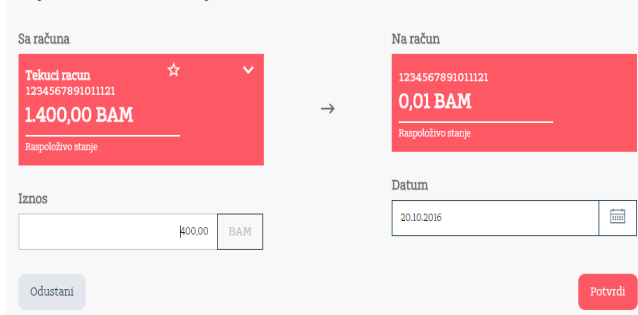 Sa računa
Na račun
Tekuci racun
1234567891011121
1.400,00 BAM
Raspoloživo stanje
1234567891011121
0,01 BAM
Raspoloživo stanje
Iznos
400,00 BAM
Datum
20.10.2016
Odustani
Potvrdi